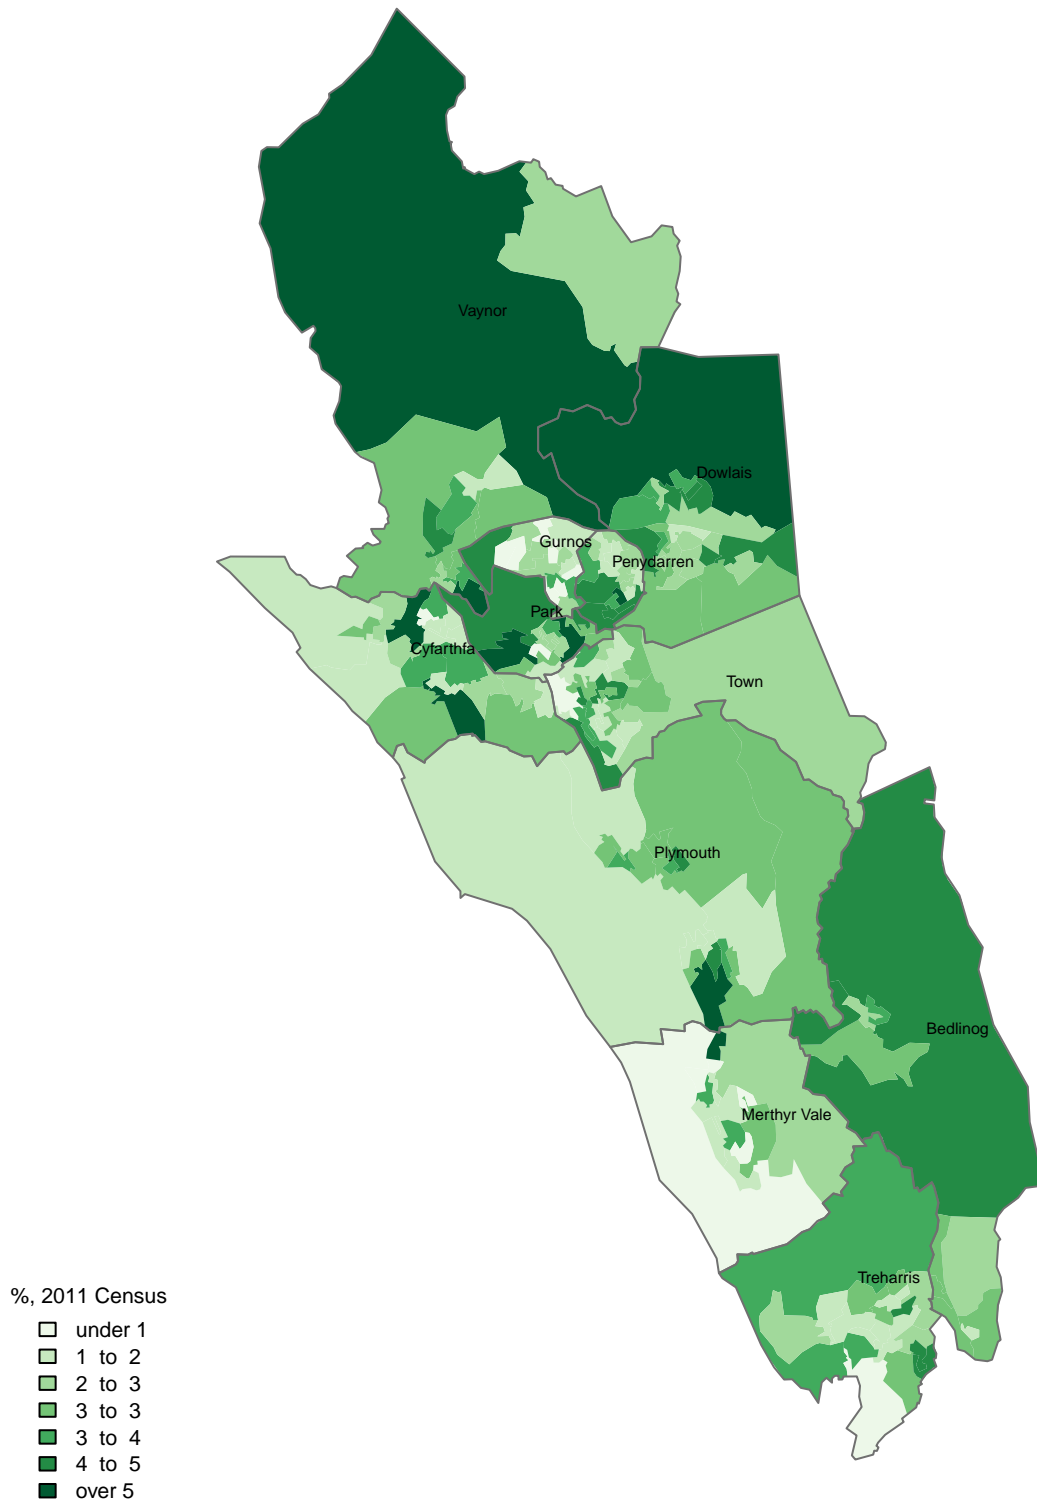 Vaynor
Dowlais
Gurnos
Penydarren
Park
Cyfarthfa
Town
Plymouth
Bedlinog
Merthyr Vale
Treharris
%, 2011 Census
under 1
1 to 2
2 to 3
3 to 3
3 to 4
4 to 5
over 5